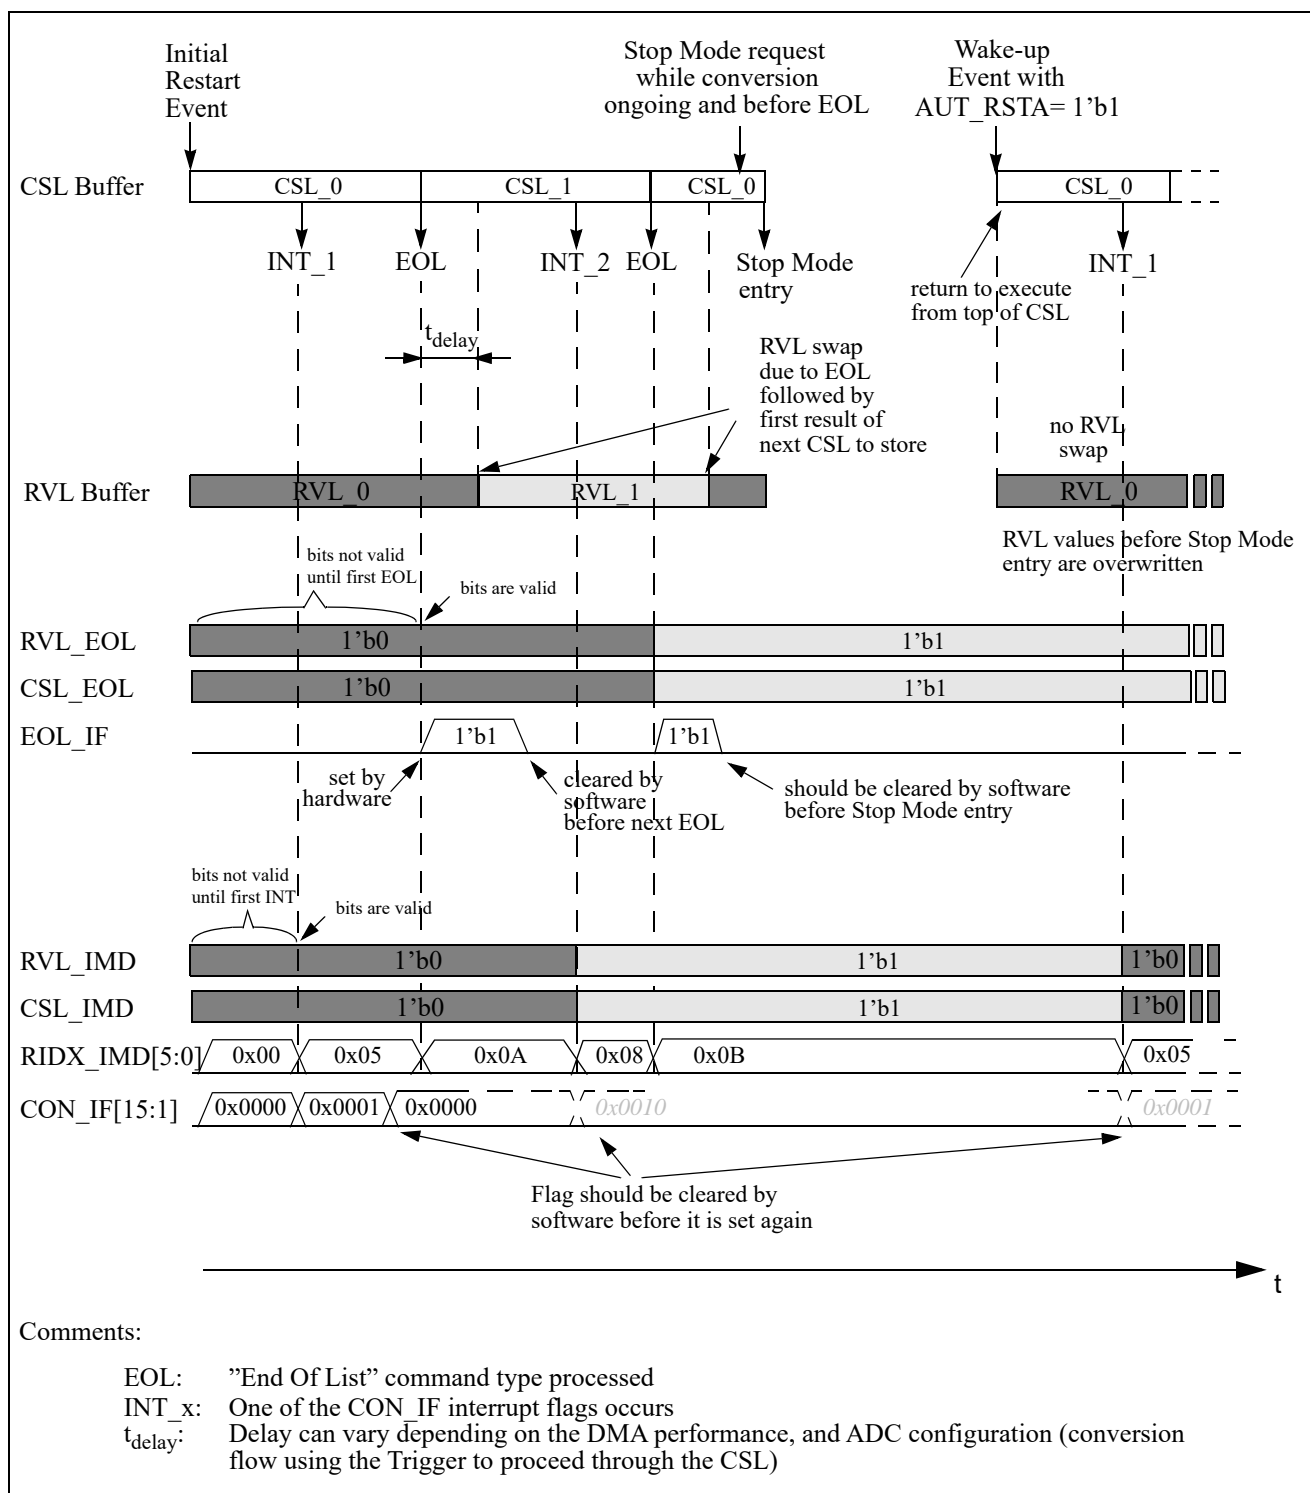 Initial
Restart
Event
Stop Mode request
while conversion
ongoing and before EOL
Wake-up
Event with
AUT_RSTA= 1’b1
CSL Buffer
CSL_0
CSL_1
CSL_0
CSL_0
INT_1
EOL
INT_2
EOL
Stop Mode
entry
INT_1
return to execute
from top of CSL
tdelay
RVL swap
due to EOL
followed by
first result of
next CSL to store
no RVL
swap
RVL Buffer
RVL_0
RVL_1
RVL_0
RVL values before Stop Mode
entry are overwritten
bits not valid
until first EOL
bits are valid
RVL_EOL
1’b0
1’b1
CSL_EOL
1’b0
1’b1
EOL_IF
1’b1
1’b1
set by
hardware
cleared by
software
before next EOL
should be cleared by software
before Stop Mode entry
bits not valid
until first INT
bits are valid
RVL_IMD
1’b0
1’b1
1’b0
CSL_IMD
1’b0
1’b1
1’b0
RIDX_IMD[5:0]
0x00
0x05
0x0A
0x08
0x0B
0x05
CON_IF[15:1]
0x0000
0x0001
0x0000
0x0010
0x0001
Flag should be cleared by
software before it is set again
t
Comments:
EOL: ”End Of List” command type processed
INT_x: One of the CON_IF interrupt flags occurs
tdelay: Delay can vary depending on the DMA performance, and ADC configuration (conversion
flow using the Trigger to proceed through the CSL)